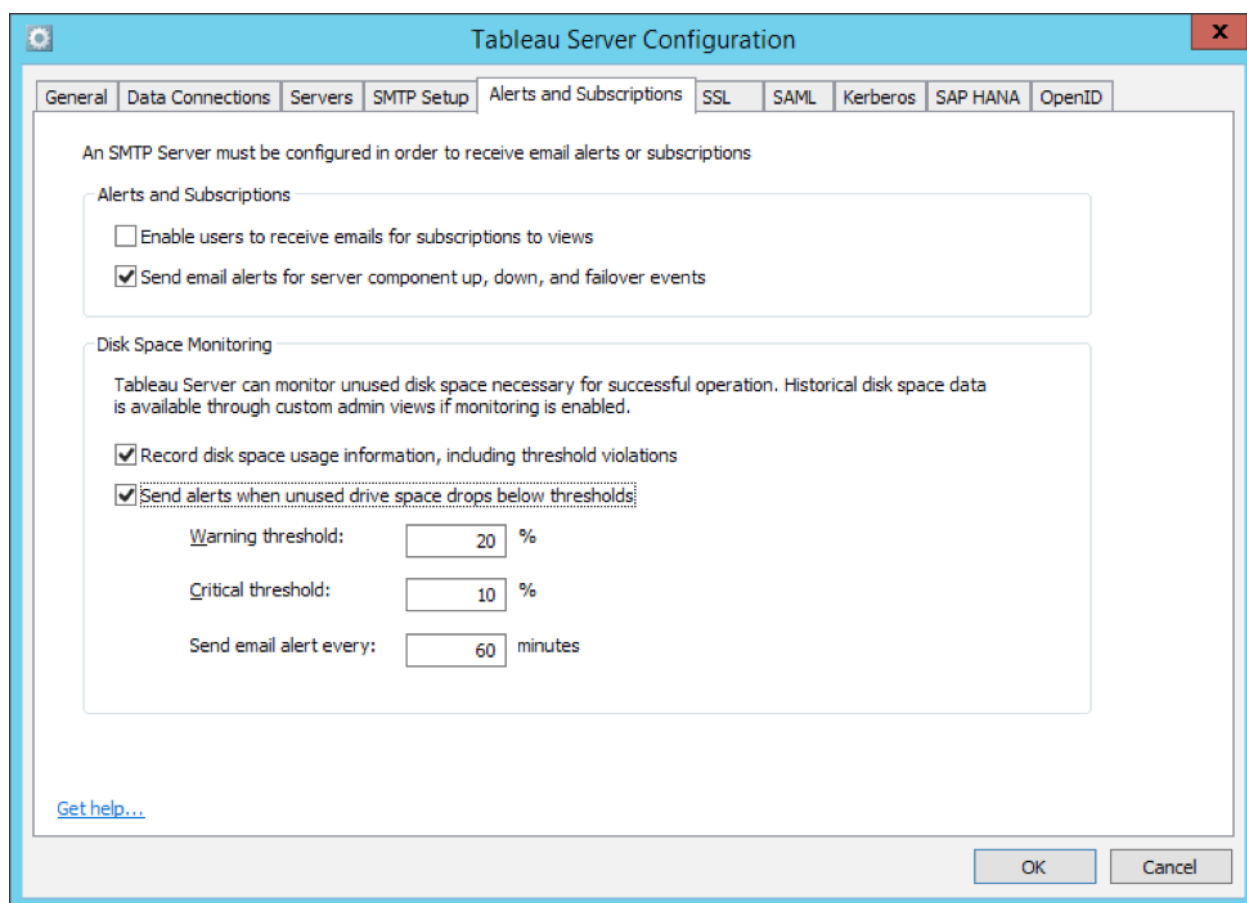 Tableau Server Configuration
x
General Data Connections Servers SMTP Setup Alerts and Subscriptions SSL SAML Kerberos SAP HANA OpenID
An SMTP Server must be configured in order to receive email alerts or subscriptions
Alerts and Subscriptions
Enable users to receive emails for subscriptions to views
Send email alerts for server component up, down, and failover events
Disk Space Monitoring
Tableau Server can monitor unused disk space necessary for successful operation. Historical disk space data
is available through custom admin views if monitoring is enabled.
Record disk space usage information, including threshold violations
Send alerts when unused drive space drops below thresholds
Warning threshold: 20 %
Critical threshold: 10 %
Send email alert every: 60 minutes
Get help...
OK Cancel